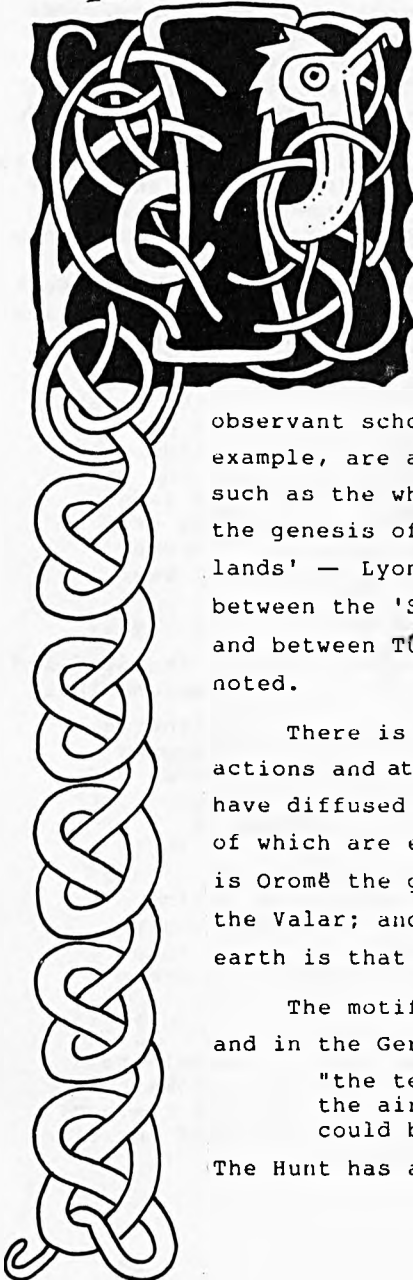 observant scho
example, are a
such as the wh
the genesis of
lands' — Lyon
between the 'S
and between Tû
noted.
There is
actions and at
have diffused
of which are e
is Oromë the g
the Valar; and
earth is that
The motif
and in the Ger
"the te
the air
could b
The Hunt has a